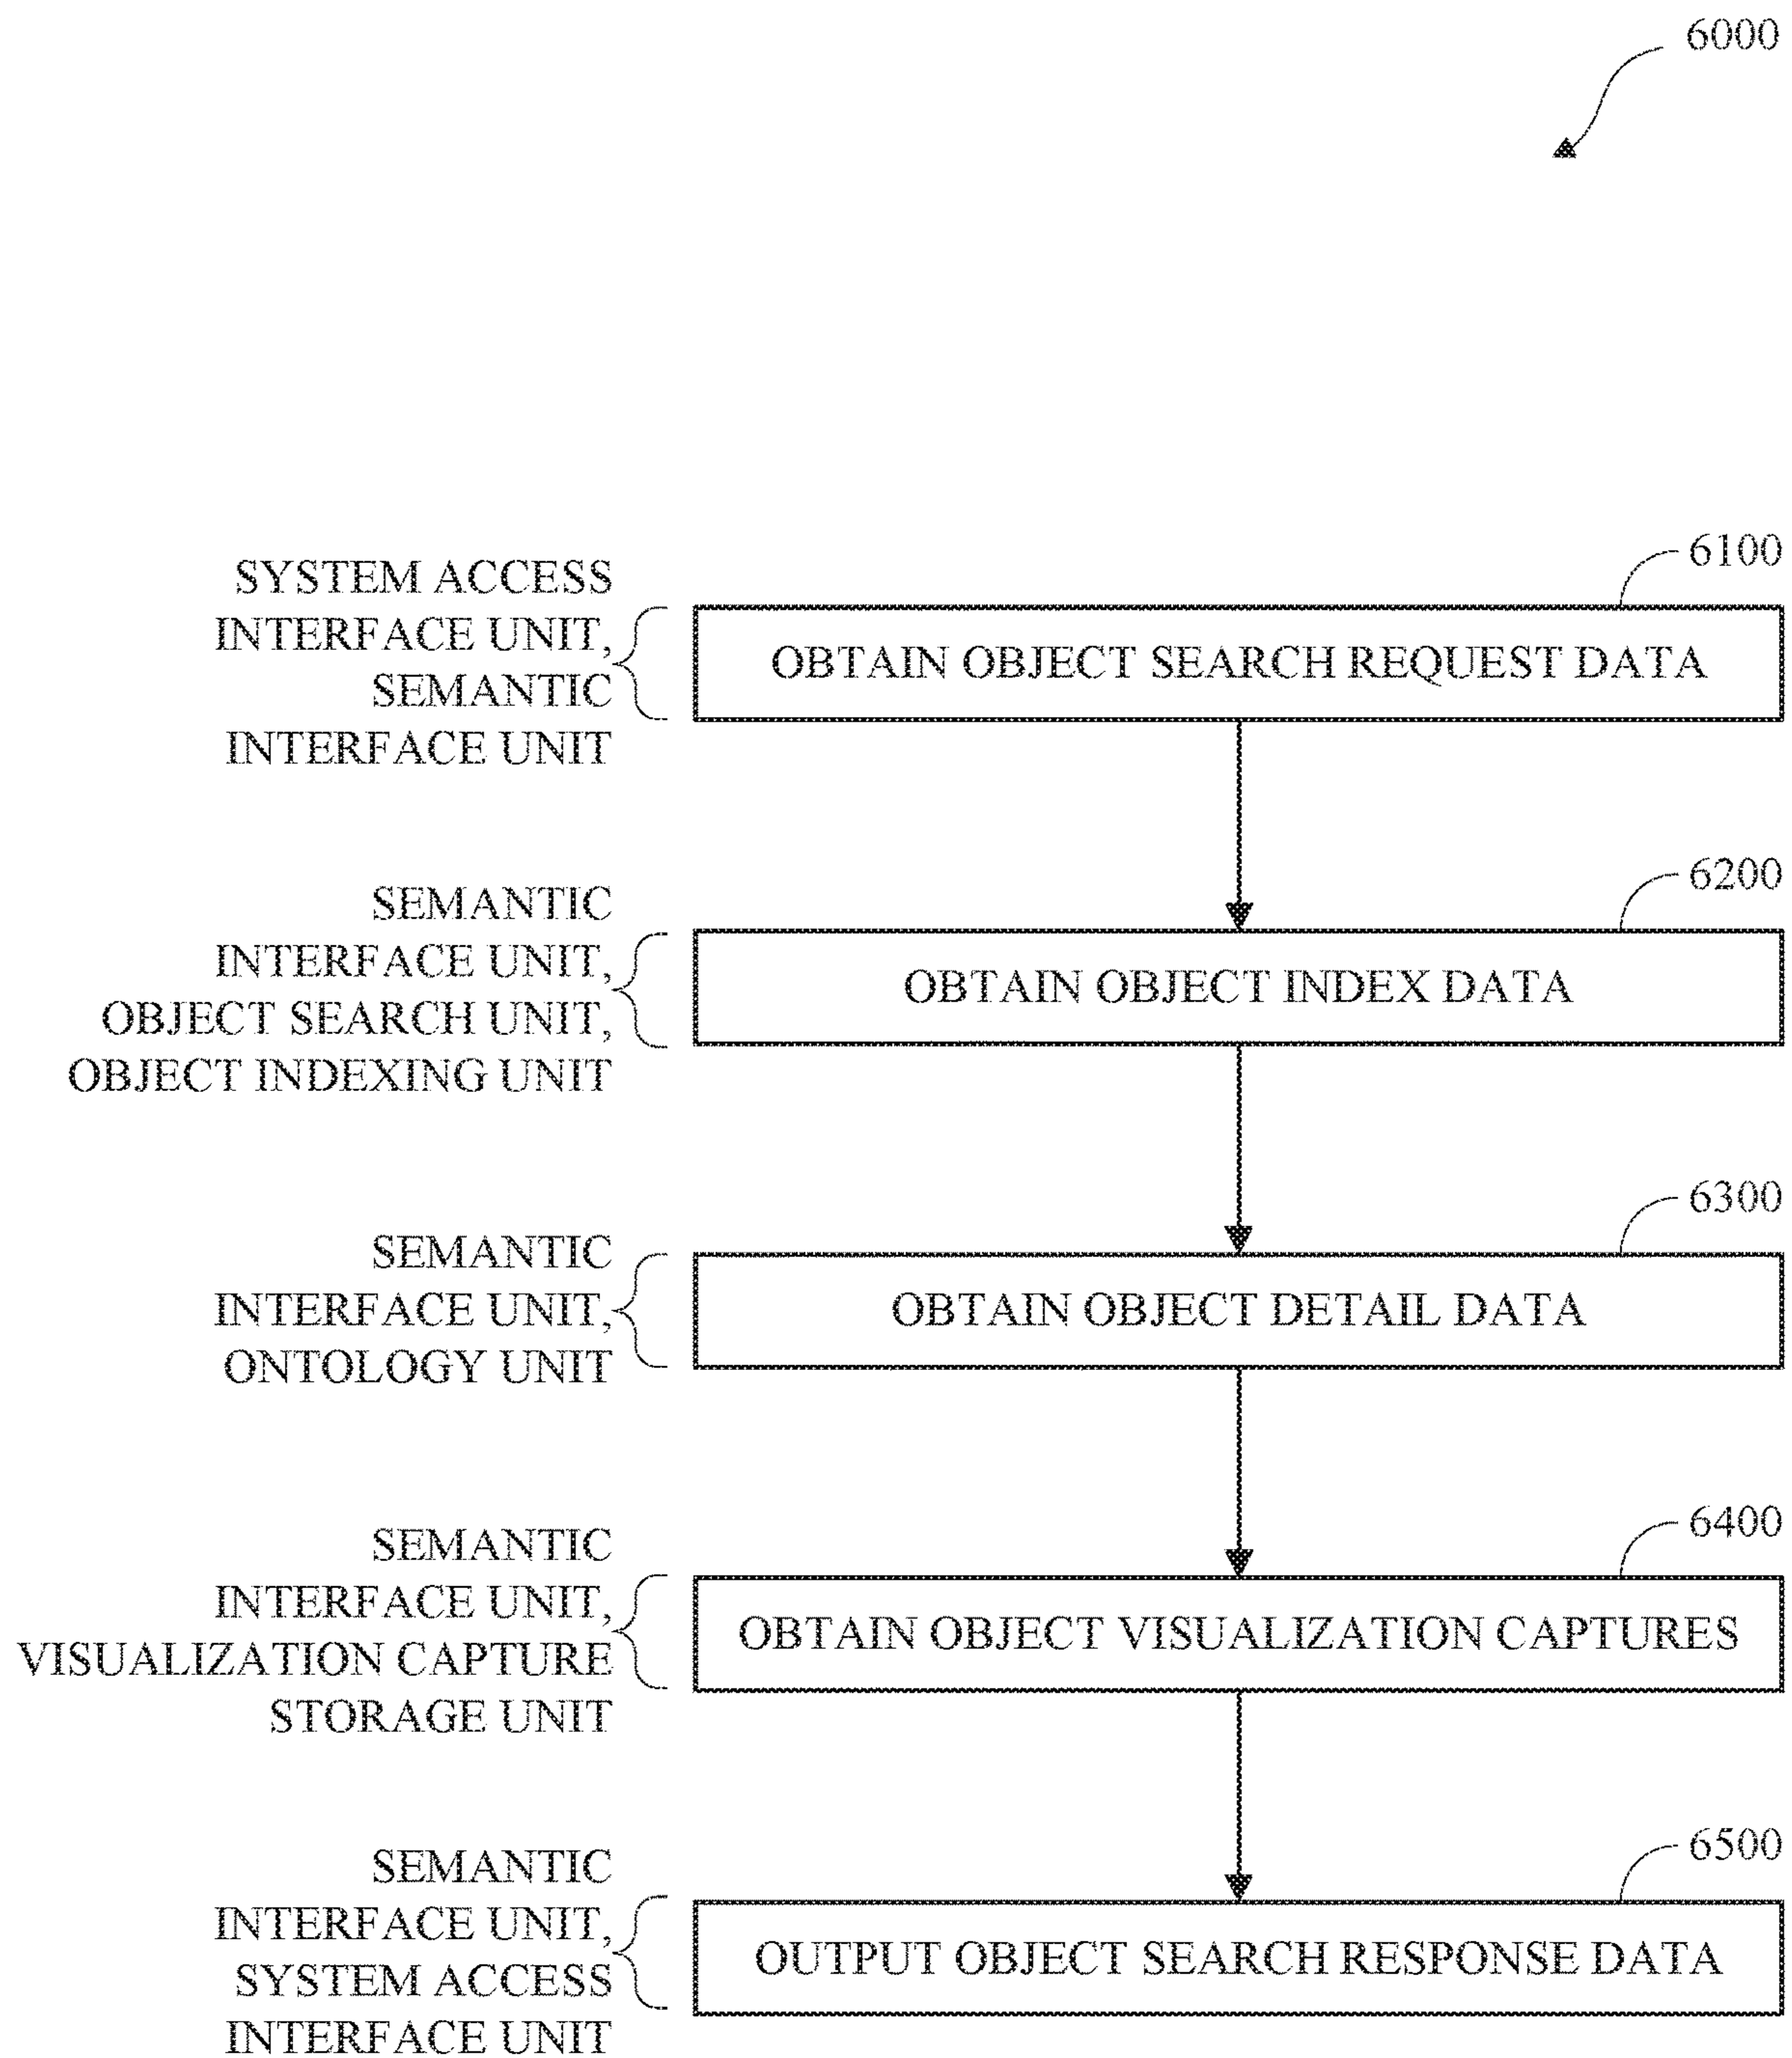 6000
6100
SYSTEM ACCESS
INTERFACE UNIT,
SEMANTIC
INTERFACE UNIT
OBTAIN OBJECT SEARCH REQUEST DATA
6200
SEMANTIC
INTERFACE UNIT,
OBJECT SEARCH UNIT,
OBJECT INDEXING UNIT
OBTAIN OBJECT INDEX DATA
6300
SEMANTIC
INTERFACE UNIT,
ONTOLOGY UNIT
OBTAIN OBJECT DETAIL DATA
6400
SEMANTIC
INTERFACE UNIT,
VISUALIZATION CAPTURE
STORAGE UNIT
OBTAIN OBJECT VISUALIZATION CAPTURES
6500
SEMANTIC
INTERFACE UNIT,
SYSTEM ACCESS
INTERFACE UNIT
OUTPUT OBJECT SEARCH RESPONSE DATA